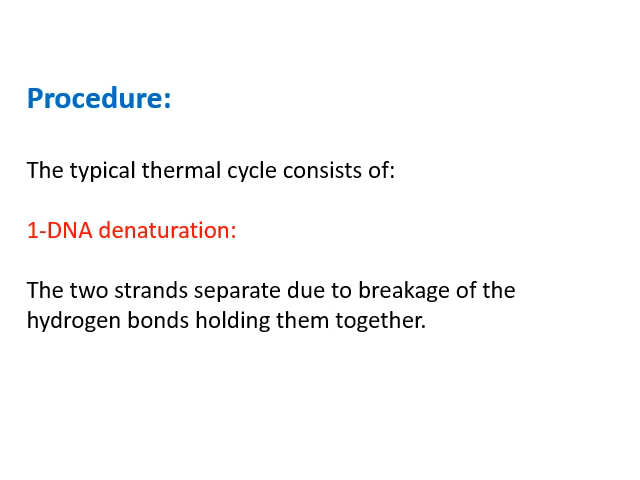 Procedure:
The typical thermal cycle consists of:
1-DNA denaturation:
The two strands separate due to breakage of the
hydrogen bonds holding them together.